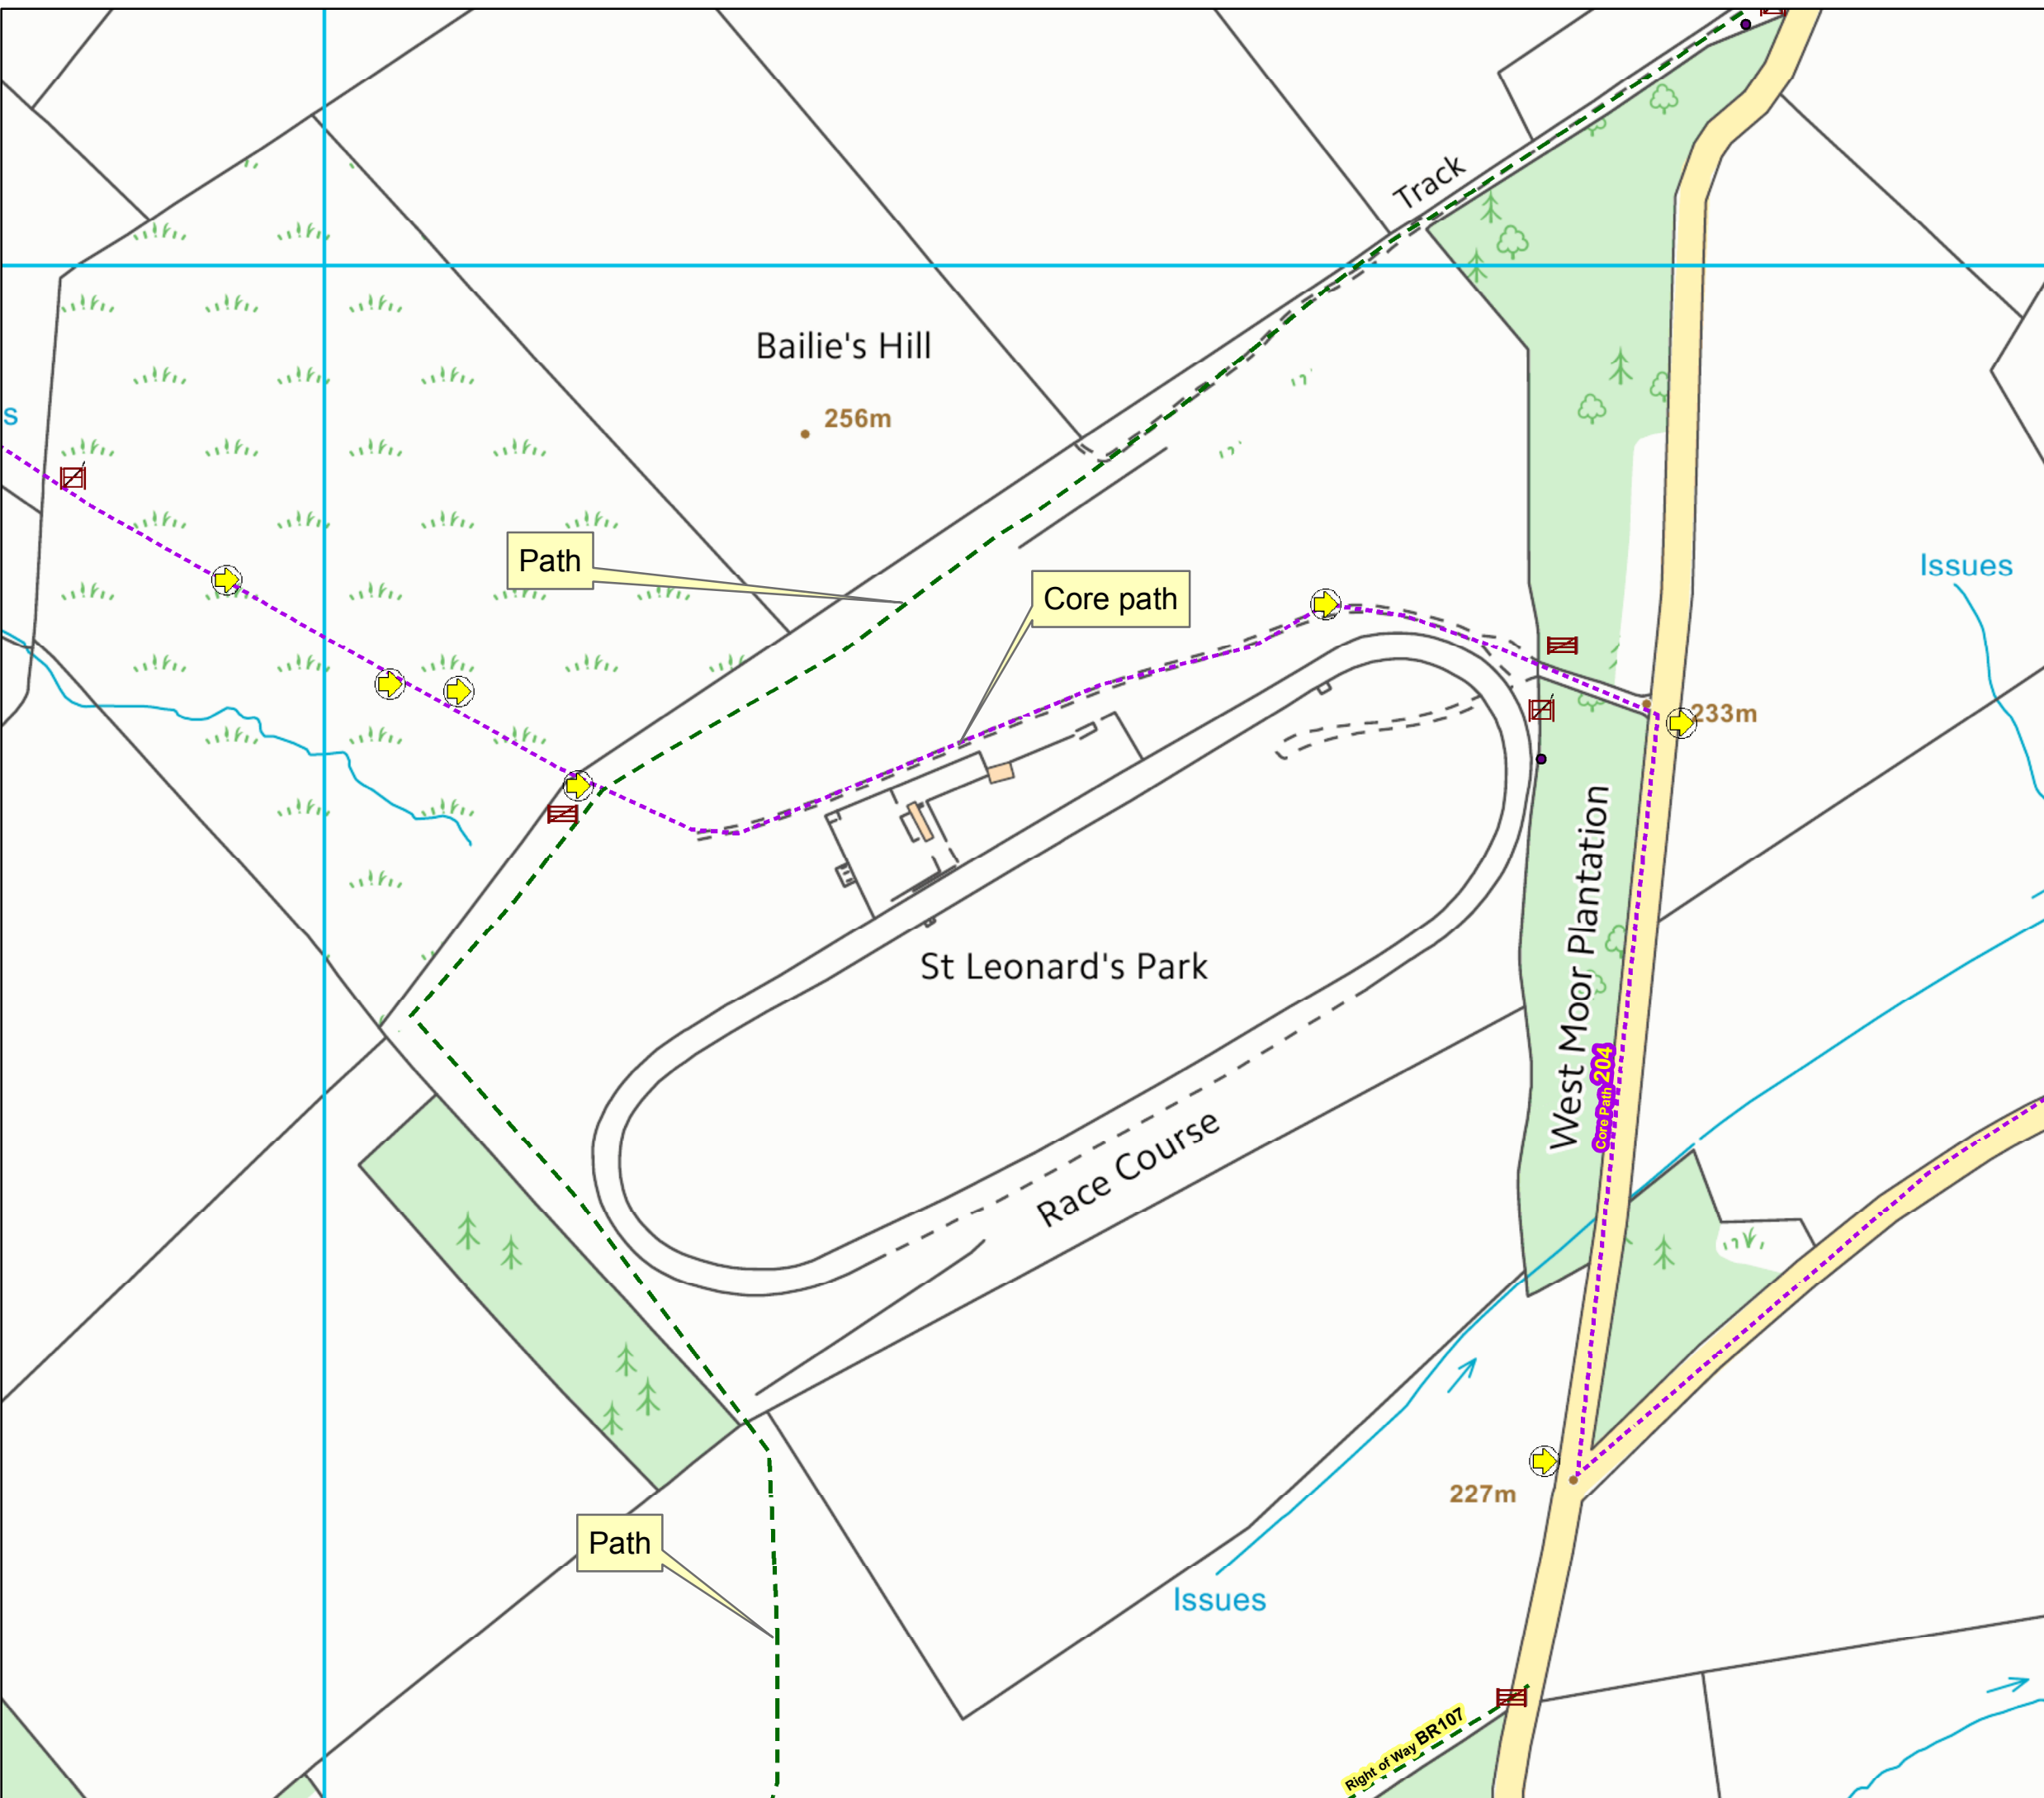 Track
Bailie's Hill
256m
s
Path
Core path
Issues
233m
West Moor Plantation
St Leonard's Park
Core Path 204
Race Course
227m
Path
Issues
Right of Way BR107